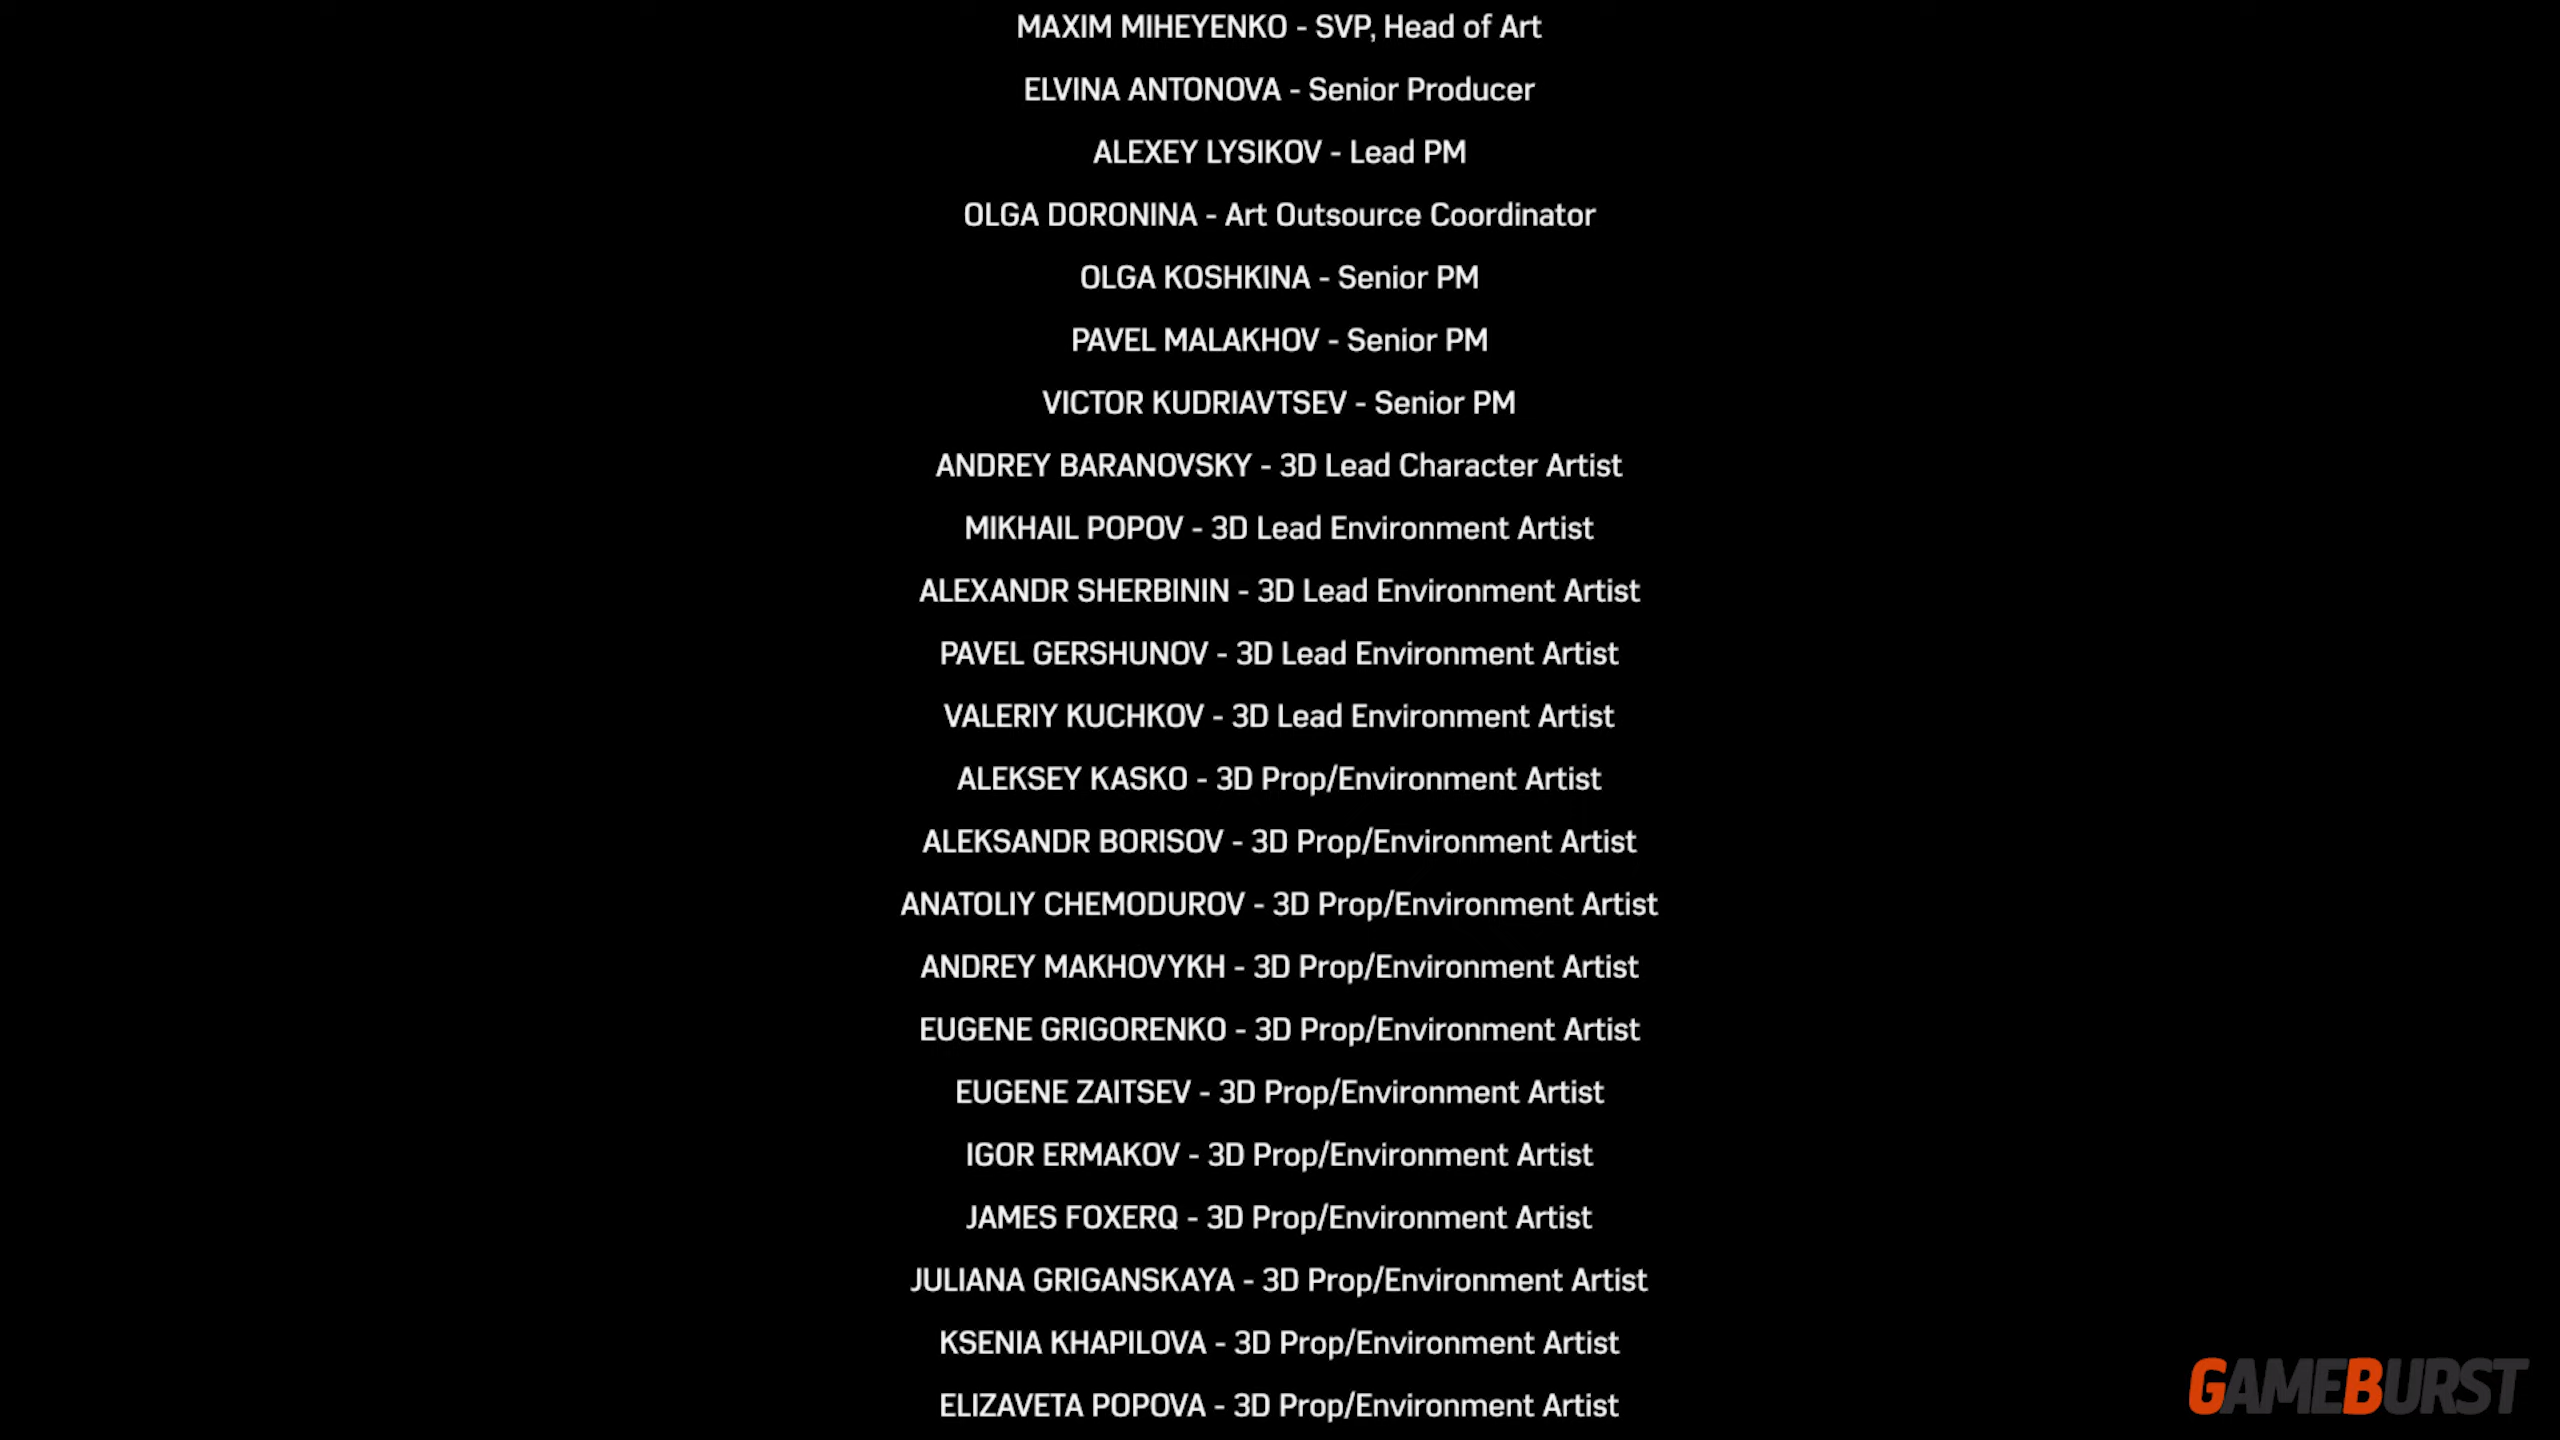 MAXIM MIHEYENKO - SVP, Head of Art
ELVINA ANTONOVA - Senior Producer
ALEXEY LYSIKOV - Lead PM
OLGA DORONINA - Art Outsource Coordinator
OLGA KOSHKINA - Senior PM
PAVEL MALAKHOV - Senior PM
VICTOR KUDRIAVTSEV - Senior PM
ANDREY BARANOVSKY - 3D Lead Character Artist
MIKHAIL POPOV - 3D Lead Environment Artist
ALEXANDR SHERBININ - 3D Lead Environment Artist
PAVEL GERSHUNOV - 3D Lead Environment Artist
VALERIY KUCHKOV - 3D Lead Environment Artist
ALEKSEY KASKO - 3D Prop/Environment Artist
ALEKSANDR BORISOV - 3D Prop/Environment Artist
ANATOLIY CHEMODUROV - 3D Prop/Environment Artist
ANDREY MAKHOVYKH - 3D Prop/Environment Artist
EUGENE GRIGORENKO - 3D Prop/Environment Artist
EUGENE ZAITSEV - 3D Prop/Environment Artist
IGOR ERMAKOV - 3D Prop/Environment Artist
JAMES FOXERQ - 3D Prop/Environment Artist
JULIANA GRIGANSKAYA - 3D Prop/Environment Artist
KSENIA KHAPILOVA - 3D Prop/Environment Artist
ELIZAVETA POPOVA - 3D Prop/Environment Artist
GAMEBURST